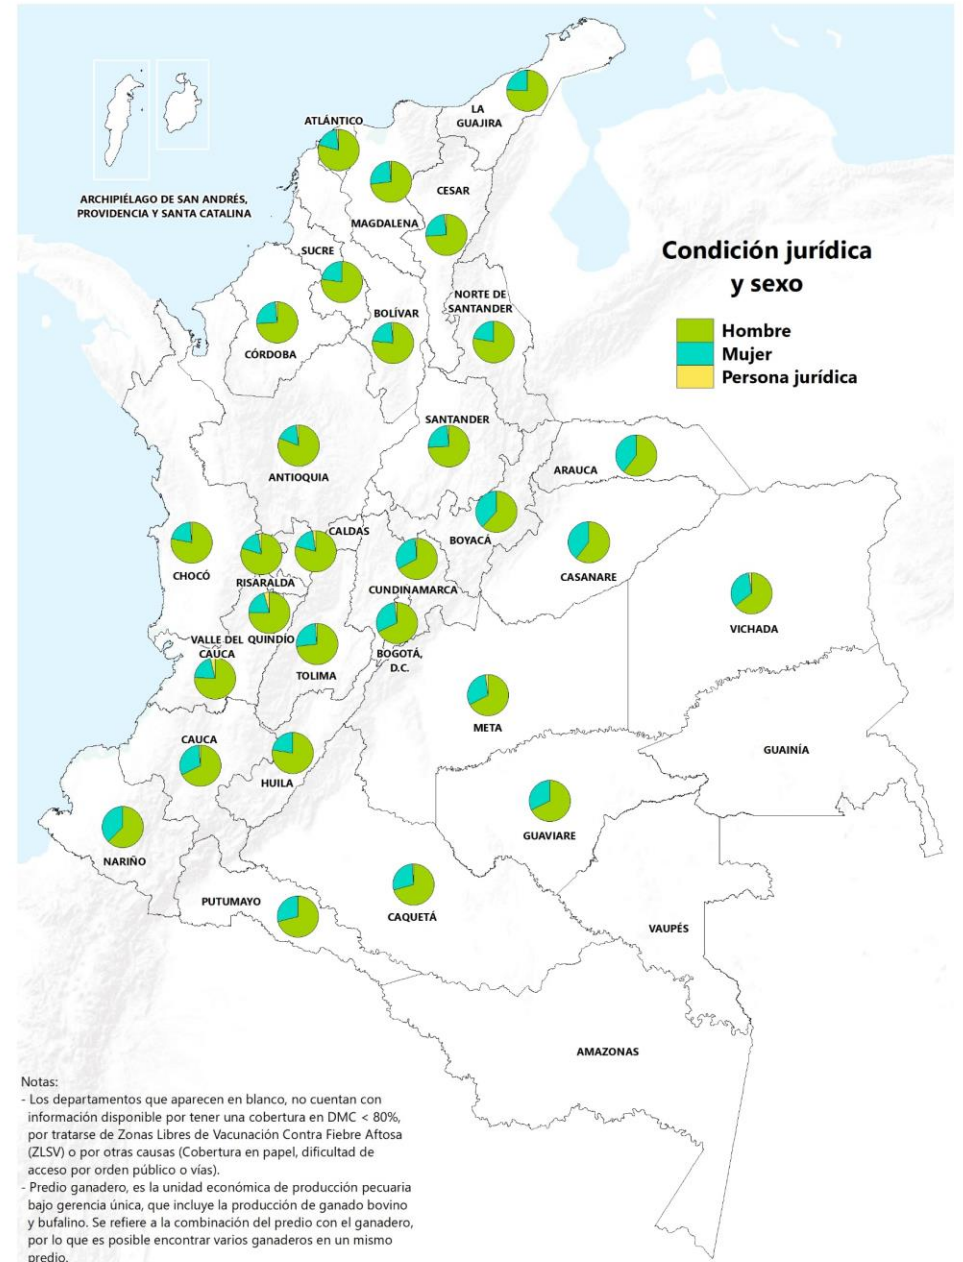 LA
GUAJIRA
ATLÁNTICO
CESAR
ARCHIPIÉLAGO DE SAN ANDRÉS,
PROVIDENCIA Y SANTA CATALINA
MAGDALENA
Condición jurídica
y sexo
SUCRE
NORTE DE
SANTANDER
BOLÍVAR
Hombre
Mujer
Persona jurídica
CÓRDOBA
SANTANDER
ARAUCA
ANTIOQUIA
CALDAS
BOYACÁ
CHOCÓ
RISARALDA
CUNDINAMARCA
CASANARE
VICHADA
VALLE DEL
CAUCA
QUINDÍO
BOGOTÁ,
D.C.
TOLIMA
META
CAUCA
GUAINÍA
HUILA
GUAVIARE
NARIÑO
PUTUMAYO
CAQUETÁ
VAUPÉS
AMAZONAS
Notas:
- Los departamentos que aparecen en blanco, no cuentan con
información disponible por tener una cobertura en DMC < 80%,
por tratarse de Zonas Libres de Vacunación Contra Fiebre Aftosa
(ZLSV) o por otras causas (Cobertura en papel, dificultad de
acceso por orden público o vías).
- Predio ganadero, es la unidad económica de producción pecuaria
bajo gerencia única, que incluye la producción de ganado bovino
y bufalino. Se refiere a la combinación del predio con el ganadero,
por lo que es posible encontrar varios ganaderos en un mismo
predio.